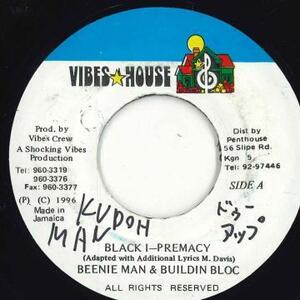 VIBES★HOUSE
Prod. by
Vibe's Crew
A Shocking Vibes
Production
Tel: 960-3319
960-3376
Fax: 960-3377
(P) (C) 1996
Made in
Jamaica
Dist by
Penthouse
56 Slipe Rd.
Kgn 5
Tel: 92-97446
SIDE A
KUDOH
MAN
ドゥー
アップ
BLACK I-PREMACY
(Adapted with Additional Lyrics M. Davis)
BEENIE MAN & BUILDIN BLOC
ALL RIGHTS RESERVED